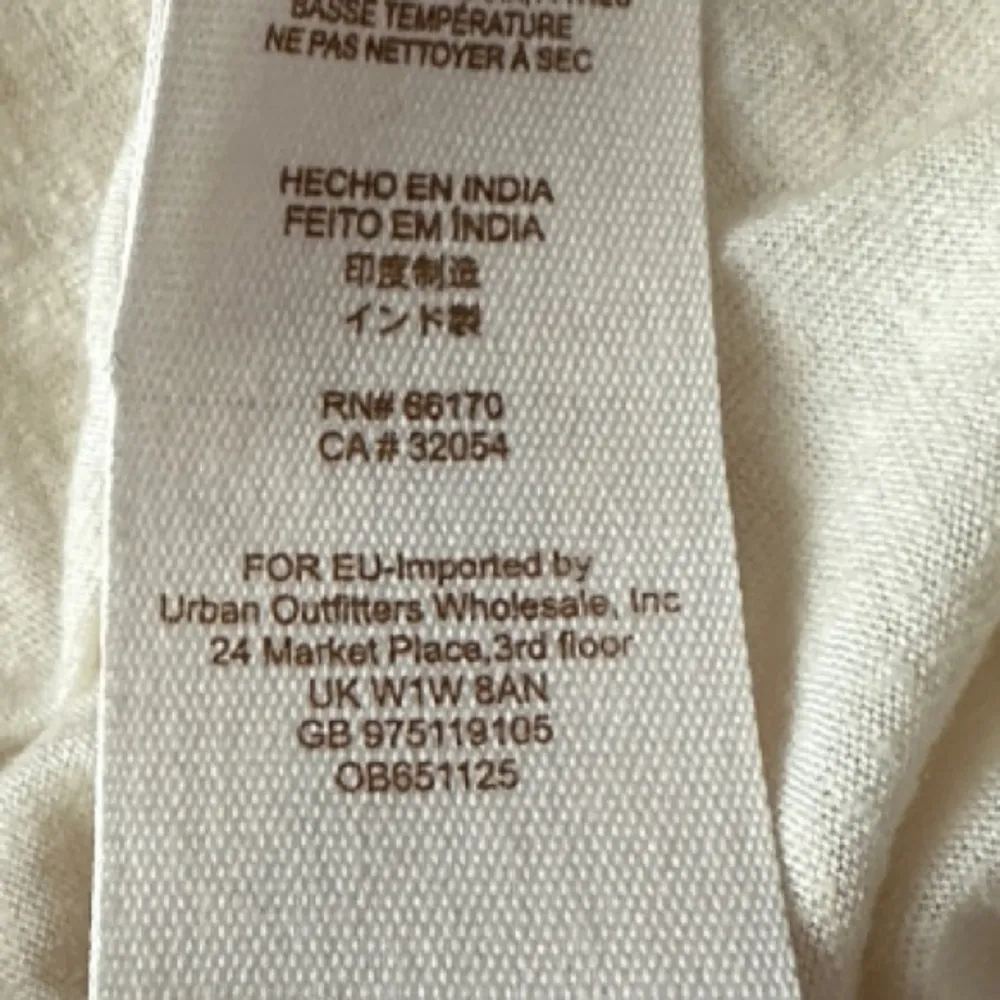 BASSE TEMPÉRATURE
NE PAS NETTOYER À SEC
HECHO EN INDIA
FEITO EM ÍNDIA
印度制造
インド製
RN# 66170
CA# 32054
FOR EU-Imported by
Urban Outfitters Wholesale, Inc
24 Market Place,3rd floor
UK W1W 8AN
GB 975119105
OB651125